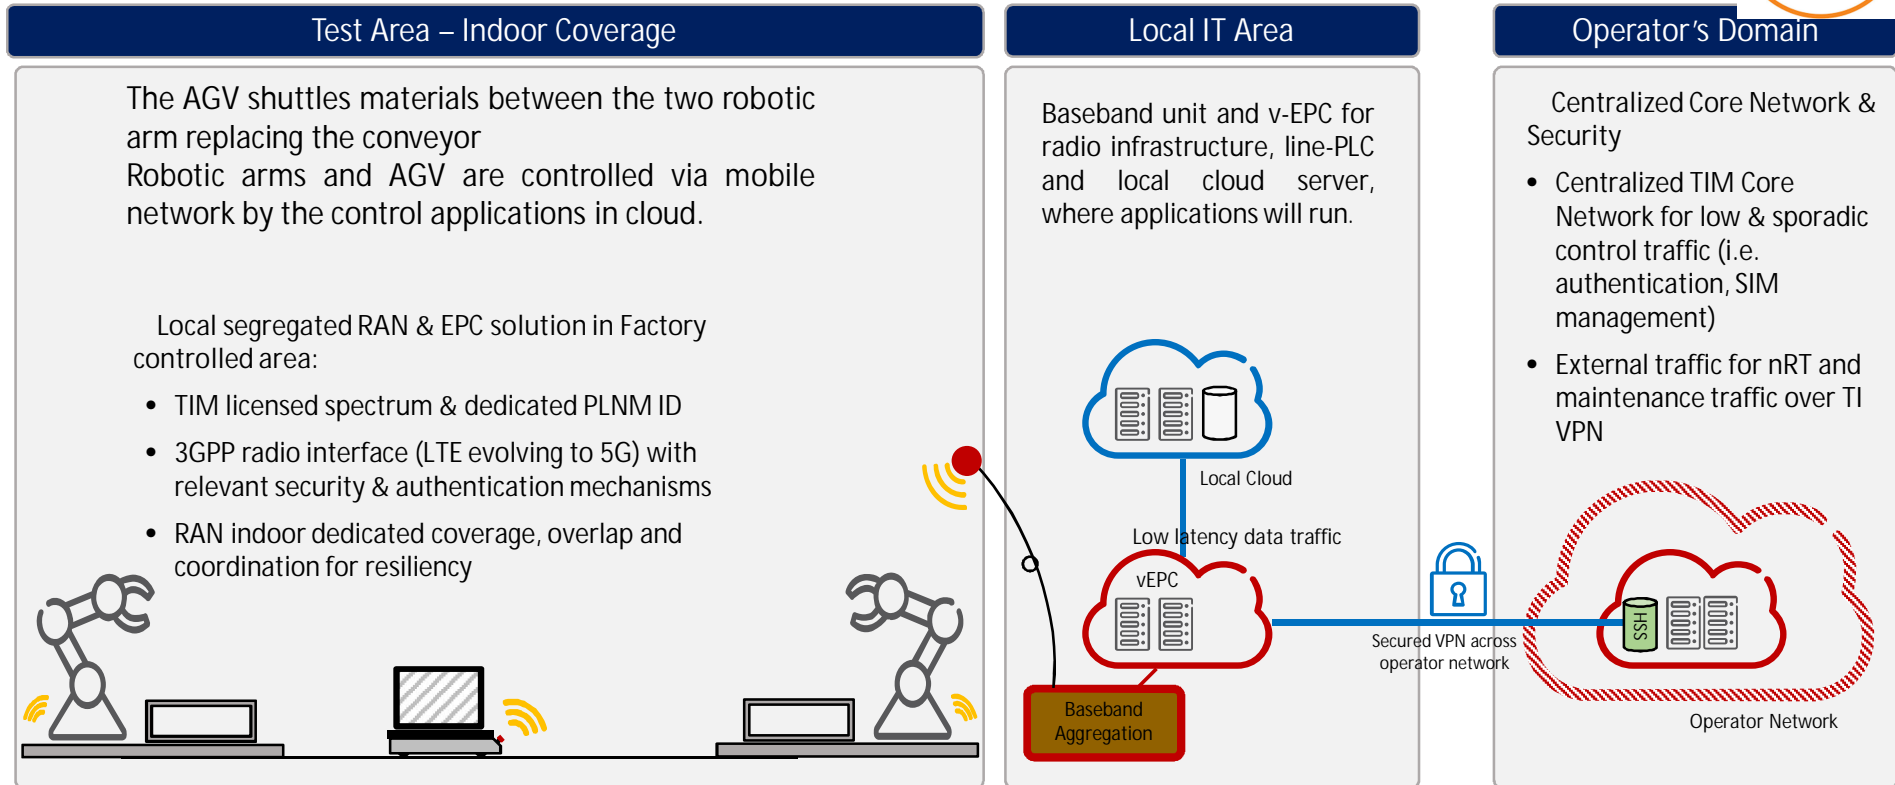 Test Area – Indoor Coverage
The AGV shuttles materials between the two robotic
arm replacing the conveyor
Robotic arms and AGV are controlled via mobile
network by the control applications in cloud.
Local segregated RAN & EPC solution in Factory
controlled area:
• TIM licensed spectrum & dedicated PLNM ID
• 3GPP radio interface (LTE evolving to 5G) with
relevant security & authentication mechanisms
• RAN indoor dedicated coverage, overlap and
coordination for resiliency
Local IT Area
Baseband unit and v-EPC for
radio infrastructure, line-PLC
and local cloud server,
where applications will run.
Local Cloud
Low latency data traffic
vEPC
Baseband
Aggregation
Secured VPN across
operator network
Operator's Domain
Centralized Core Network &
Security
• Centralized TIM Core
Network for low & sporadic
control traffic (i.e.
authentication, SIM
management)
• External traffic for nRT and
maintenance traffic over TI
VPN
HSS
Operator Network